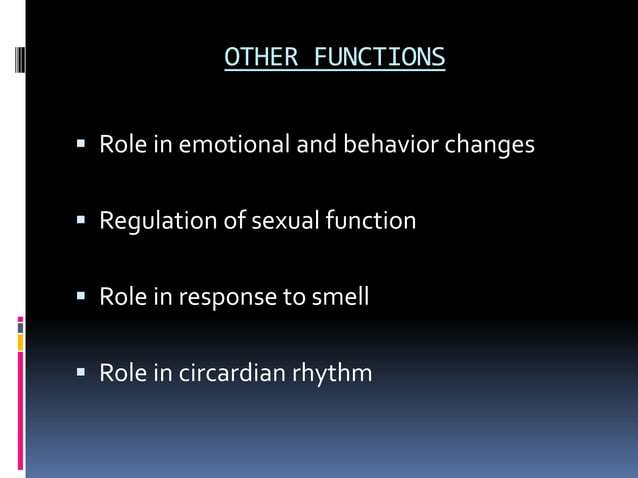 OTHER FUNCTIONS
▪ Role in emotional and behavior changes
▪ Regulation of sexual function
▪ Role in response to smell
▪ Role in circardian rhythm